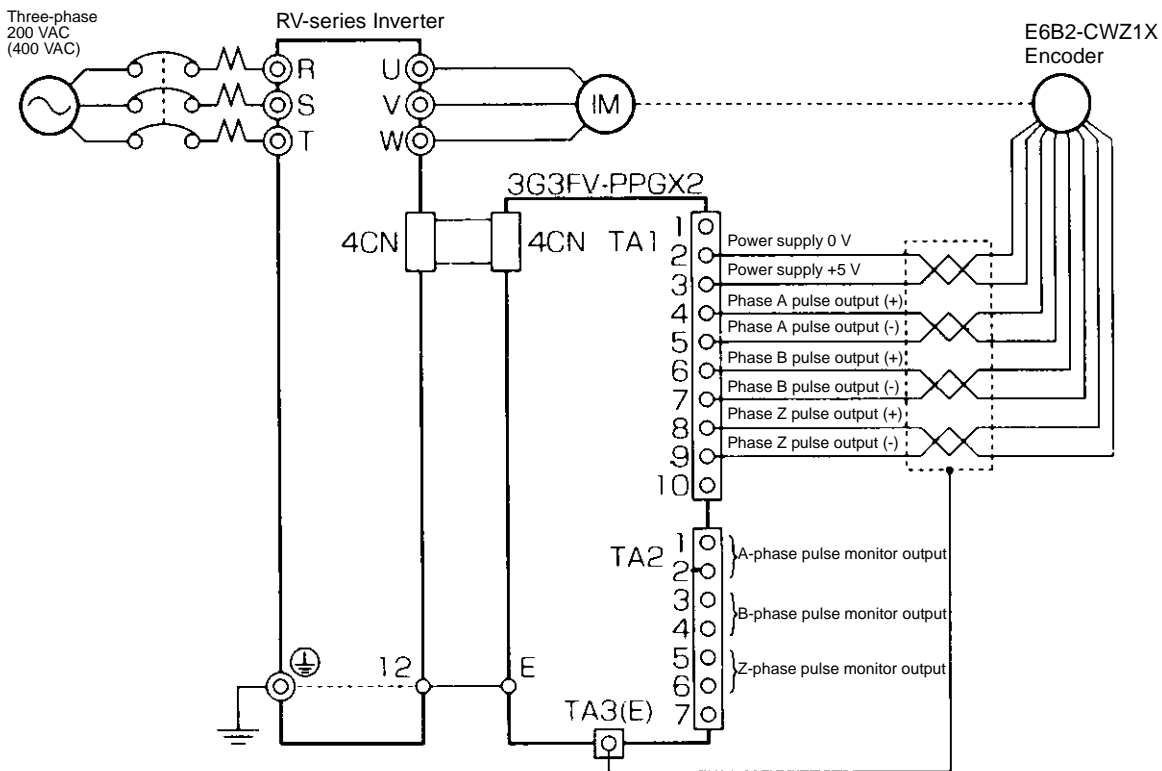 Three-phase
200 VAC
(400 VAC)
RV-series Inverter
E6B2-CWZ1X
Encoder
R
S
T
U
V
W
IM
3G3FV-PPGX2
4CN
4CN
TA1
1
2
3
4
5
6
7
8
9
10
Power supply 0 V
Power supply +5 V
Phase A pulse output (+)
Phase A pulse output (-)
Phase B pulse output (+)
Phase B pulse output (-)
Phase Z pulse output (+)
Phase Z pulse output (-)
TA2
1
2
3
4
5
6
7
A-phase pulse monitor output
B-phase pulse monitor output
Z-phase pulse monitor output
12
E
TA3(E)